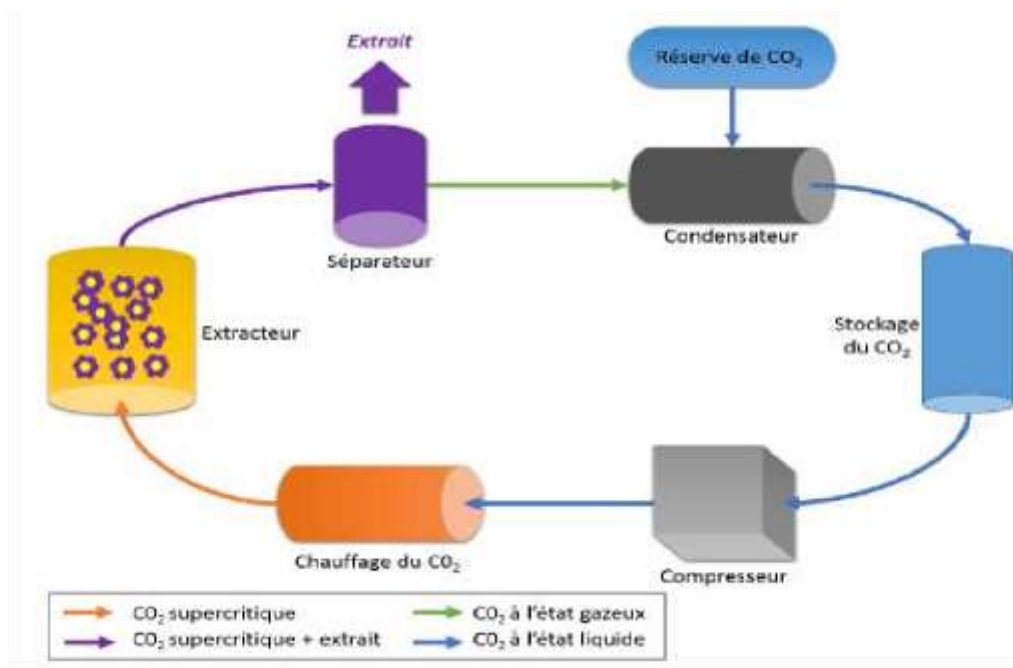 Extrait
Réserve de CO₂
Condensateur
Séparateur
Extracteur
Stockage
du CO₂
Chauffage du CO₂
Compresseur
CO₂ supercritique
CO₂ à l'état gazeux
CO₂ supercritique + extrait
CO₂ à l'état liquide